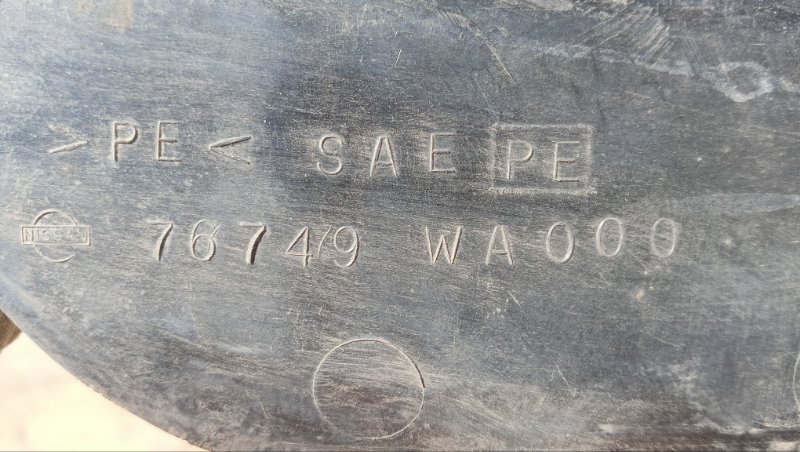 >PE< SAE PE
NISSAN 76749 WA000